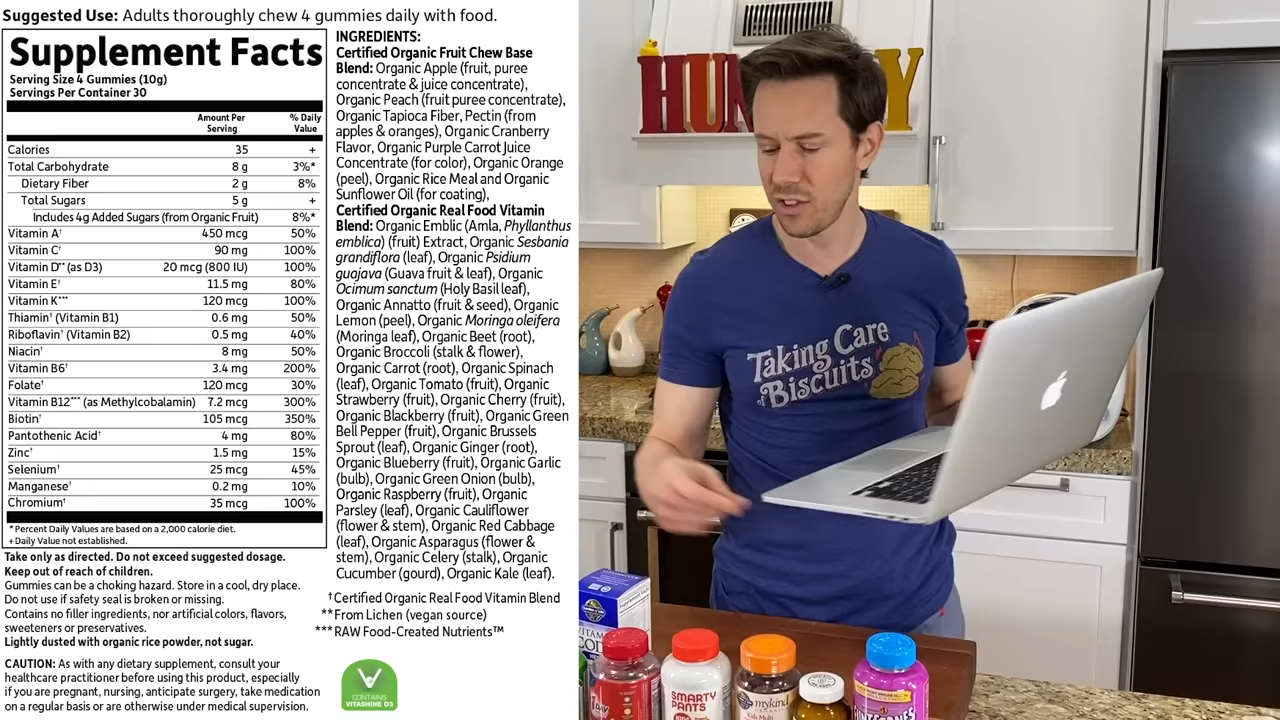 Suggested Use: Adults thoroughly chew 4 gummies daily with food.
Supplement Facts
Serving Size 4 Gummies (10g)
Servings Per Container 30
Amount Per Serving % Daily Value
Calories 35 +
Total Carbohydrate 8 g 3%*
Dietary Fiber 2 g 8%
Total Sugars 5 g +
Includes 4g Added Sugars (from Organic Fruit) 8%*
Vitamin A† 450 mcg 50%
Vitamin C† 90 mg 100%
Vitamin D** (as D3) 20 mcg (800 IU) 100%
Vitamin E† 11.5 mg 80%
Vitamin K*** 120 mcg 100%
Thiamin† (Vitamin B1) 0.6 mg 50%
Riboflavin† (Vitamin B2) 0.5 mg 40%
Niacin† 8 mg 50%
Vitamin B6† 3.4 mg 200%
Folate† 120 mcg 30%
Vitamin B12*** (as Methylcobalamin) 7.2 mcg 300%
Biotin† 105 mcg 350%
Pantothenic Acid† 4 mg 80%
Zinc† 1.5 mg 15%
Selenium† 25 mcg 45%
Manganese† 0.2 mg 10%
Chromium† 35 mcg 100%
* Percent Daily Values are based on a 2,000 calorie diet.
+ Daily Value not established.
Take only as directed. Do not exceed suggested dosage.
Keep out of reach of children.
Gummies can be a choking hazard. Store in a cool, dry place.
Do not use if safety seal is broken or missing.
Contains no filler ingredients, nor artificial colors, flavors,
sweeteners or preservatives.
Lightly dusted with organic rice powder, not sugar.
CAUTION: As with any dietary supplement, consult your
healthcare practitioner before using this product, especially
if you are pregnant, nursing, anticipate surgery, take medication
on a regular basis or are otherwise under medical supervision.
INGREDIENTS:
Certified Organic Fruit Chew Base
Blend: Organic Apple (fruit, puree
concentrate & juice concentrate),
Organic Peach (fruit puree concentrate),
Organic Tapioca Fiber, Pectin (from
apples & oranges), Organic Cranberry
Flavor, Organic Purple Carrot Juice
Concentrate (for color), Organic Orange
(peel), Organic Rice Meal and Organic
Sunflower Oil (for coating),
Certified Organic Real Food Vitamin
Blend: Organic Emblic (Amla, Phyllanthus
emblica) (fruit) Extract, Organic Sesbania
grandiflora (leaf), Organic Psidium
guajava (Guava fruit & leaf), Organic
Ocimum sanctum (Holy Basil leaf),
Organic Annatto (fruit & seed), Organic
Lemon (peel), Organic Moringa oleifera
(Moringa leaf), Organic Beet (root),
Organic Broccoli (stalk & flower),
Organic Carrot (root), Organic Spinach
(leaf), Organic Tomato (fruit), Organic
Strawberry (fruit), Organic Cherry (fruit),
Organic Blackberry (fruit), Organic Green
Bell Pepper (fruit), Organic Brussels
Sprout (leaf), Organic Ginger (root),
Organic Blueberry (fruit), Organic Garlic
(bulb), Organic Green Onion (bulb),
Organic Raspberry (fruit), Organic
Parsley (leaf), Organic Cauliflower
(flower & stem), Organic Red Cabbage
(leaf), Organic Asparagus (flower &
stem), Organic Celery (stalk), Organic
Cucumber (gourd), Organic Kale (leaf).
†Certified Organic Real Food Vitamin Blend
**From Lichen (vegan source)
***RAW Food-Created Nutrients™
CONTAINS
VITASHINE D3
HUN Y
Taking Care
of Biscuits
SMARTY
PANTS
mykind